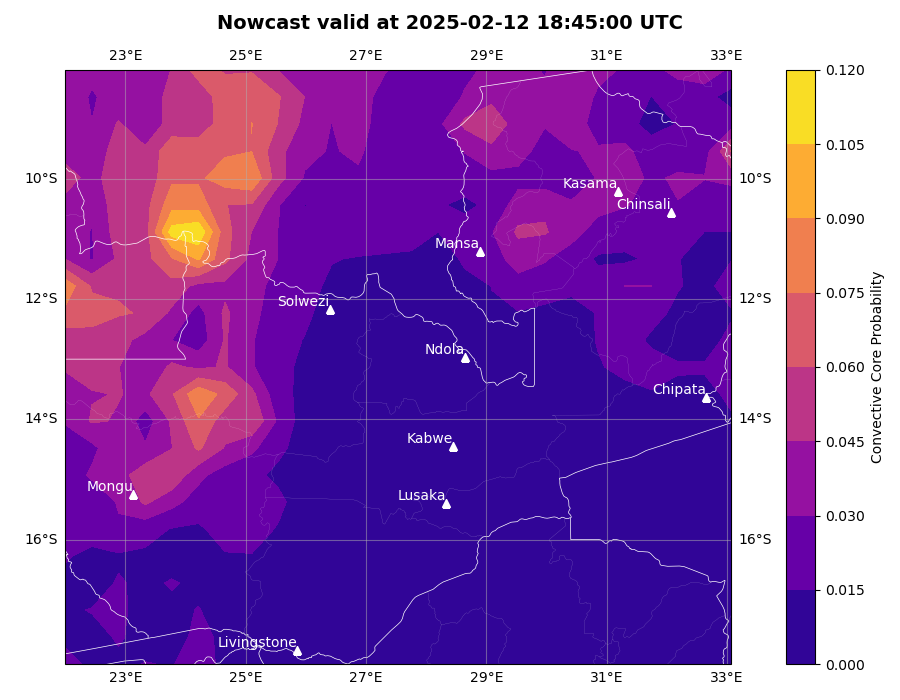 Nowcast valid at 2025-02-12 18:45:00 UTC
23°E 25°E 27°E 29°E 31°E 33°E
0.120
0.105
10°S 10°S
Kasama
Chinsali
0.090
Mansa
0.075
12°S 12°S
Solwezi
Ndola
0.060
Chipata
14°S 14°S
Kabwe
0.045
Mongu
Lusaka
0.030
16°S 16°S
0.015
Livingstone
0.000
23°E 25°E 27°E 29°E 31°E 33°E
Convective Core Probability